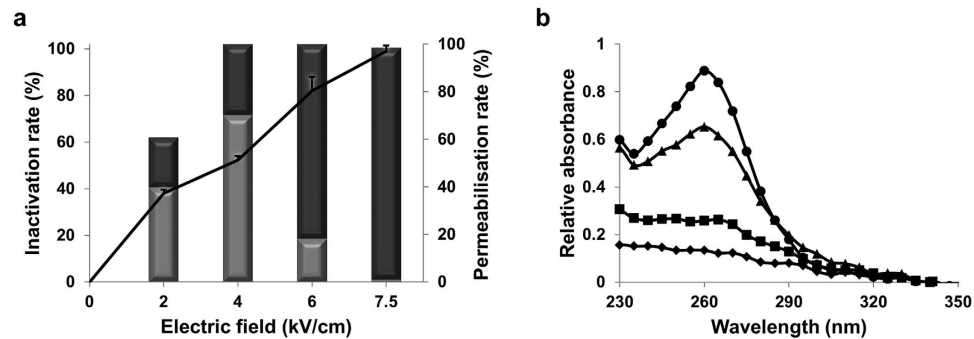 a
Inactivation rate (%)
100
80
60
40
20
0
0 2 4 6 7.5
Electric field (kV/cm)
100
80
60
40
20
0
Permeabilisation rate (%)
b
Relative absorbance
1
0.8
0.6
0.4
0.2
0
230 260 290 320 350
Wavelength (nm)